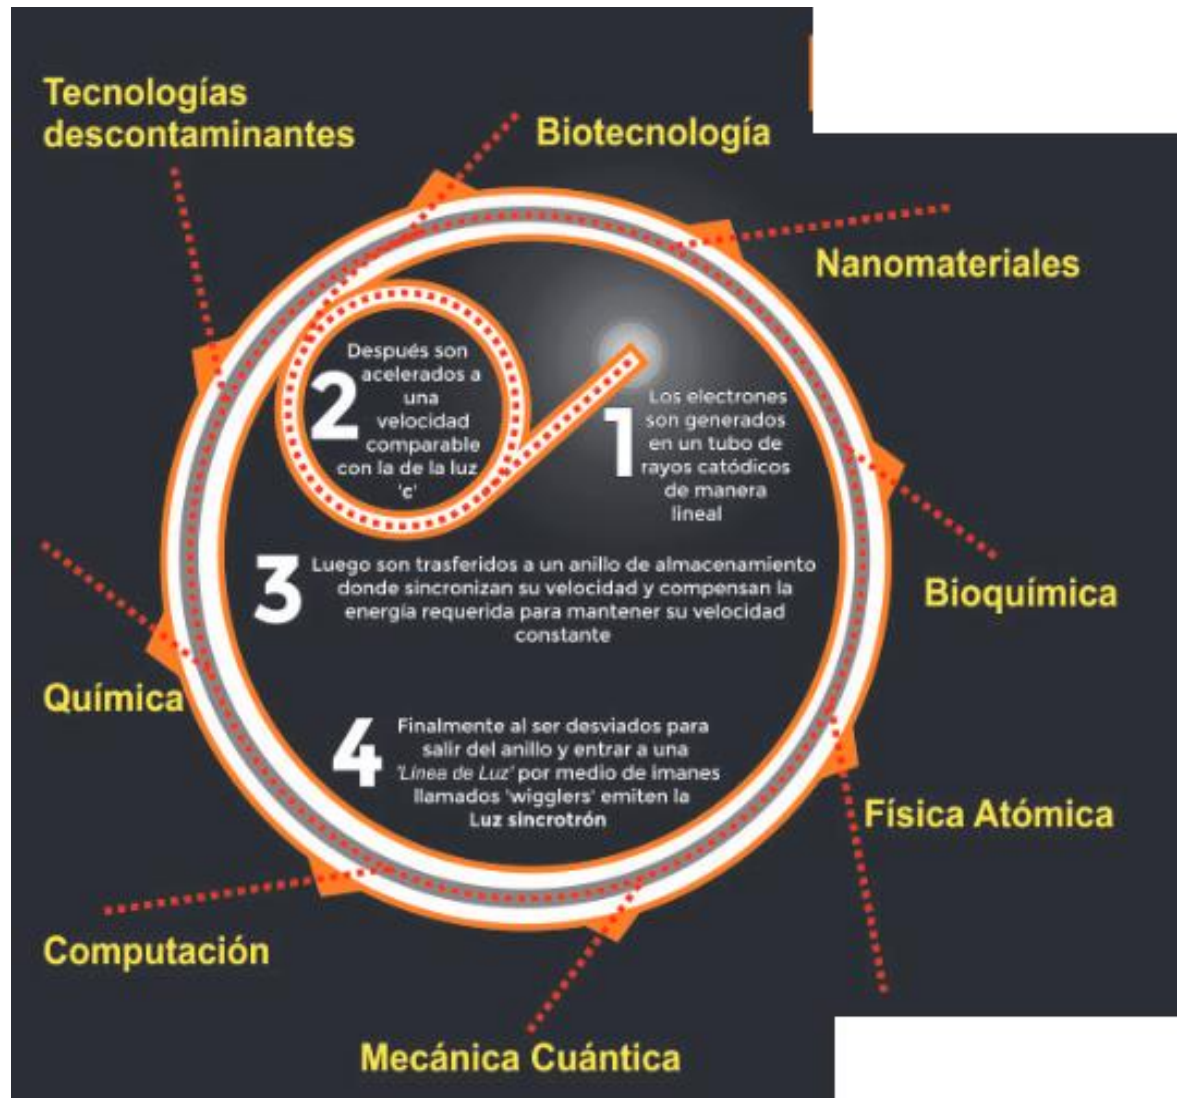 Tecnologías
descontaminantes
Biotecnología
Nanomateriales
1
Los electrones
son generados
en un tubo de
rayos catódicos
de manera
lineal
2
Después son
acelerados a
una
velocidad
comparable
con la de la luz
'c'
3
Luego son trasferidos a un anillo de almacenamiento
donde sincronizan su velocidad y compensan la
energía requerida para mantener su velocidad
constante
4
Finalmente al ser desviados para
salir del anillo y entrar a una
'Línea de Luz' por medio de imanes
llamados 'wigglers' emiten la
Luz sincrotrón
Bioquímica
Química
Física Atómica
Computación
Mecánica Cuántica